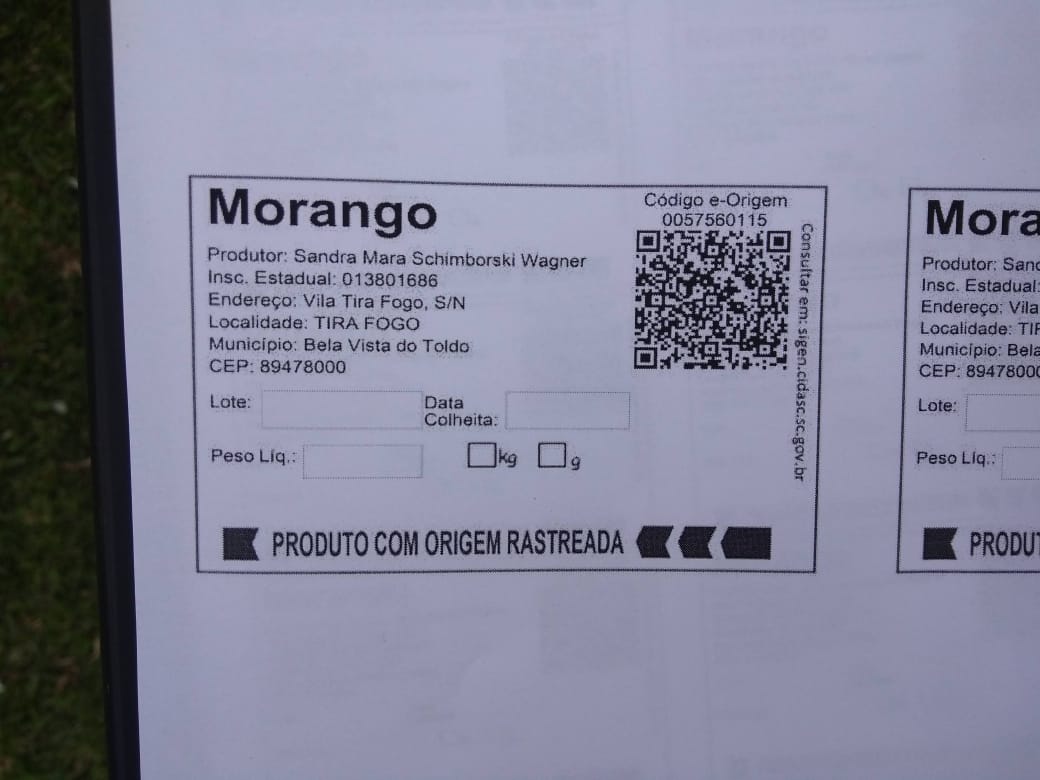 Morango
Código e-Origem
0057560115
Consultar em: sigen.cidasc.sc.gov.br
Produtor: Sandra Mara Schimborski Wagner
Insc. Estadual: 013801686
Endereço: Vila Tira Fogo, S/N
Localidade: TIRA FOGO
Município: Bela Vista do Toldo
CEP: 89478000
Lote:
Data
Colheita:
Peso Líq.:
kg
g
PRODUTO COM ORIGEM RASTREADA
Mora
Produtor: Sand
Insc. Estadual:
Endereço: Vila
Localidade: TIR
Município: Bela
CEP: 89478000
Lote:
Peso Líq.:
PRODUT